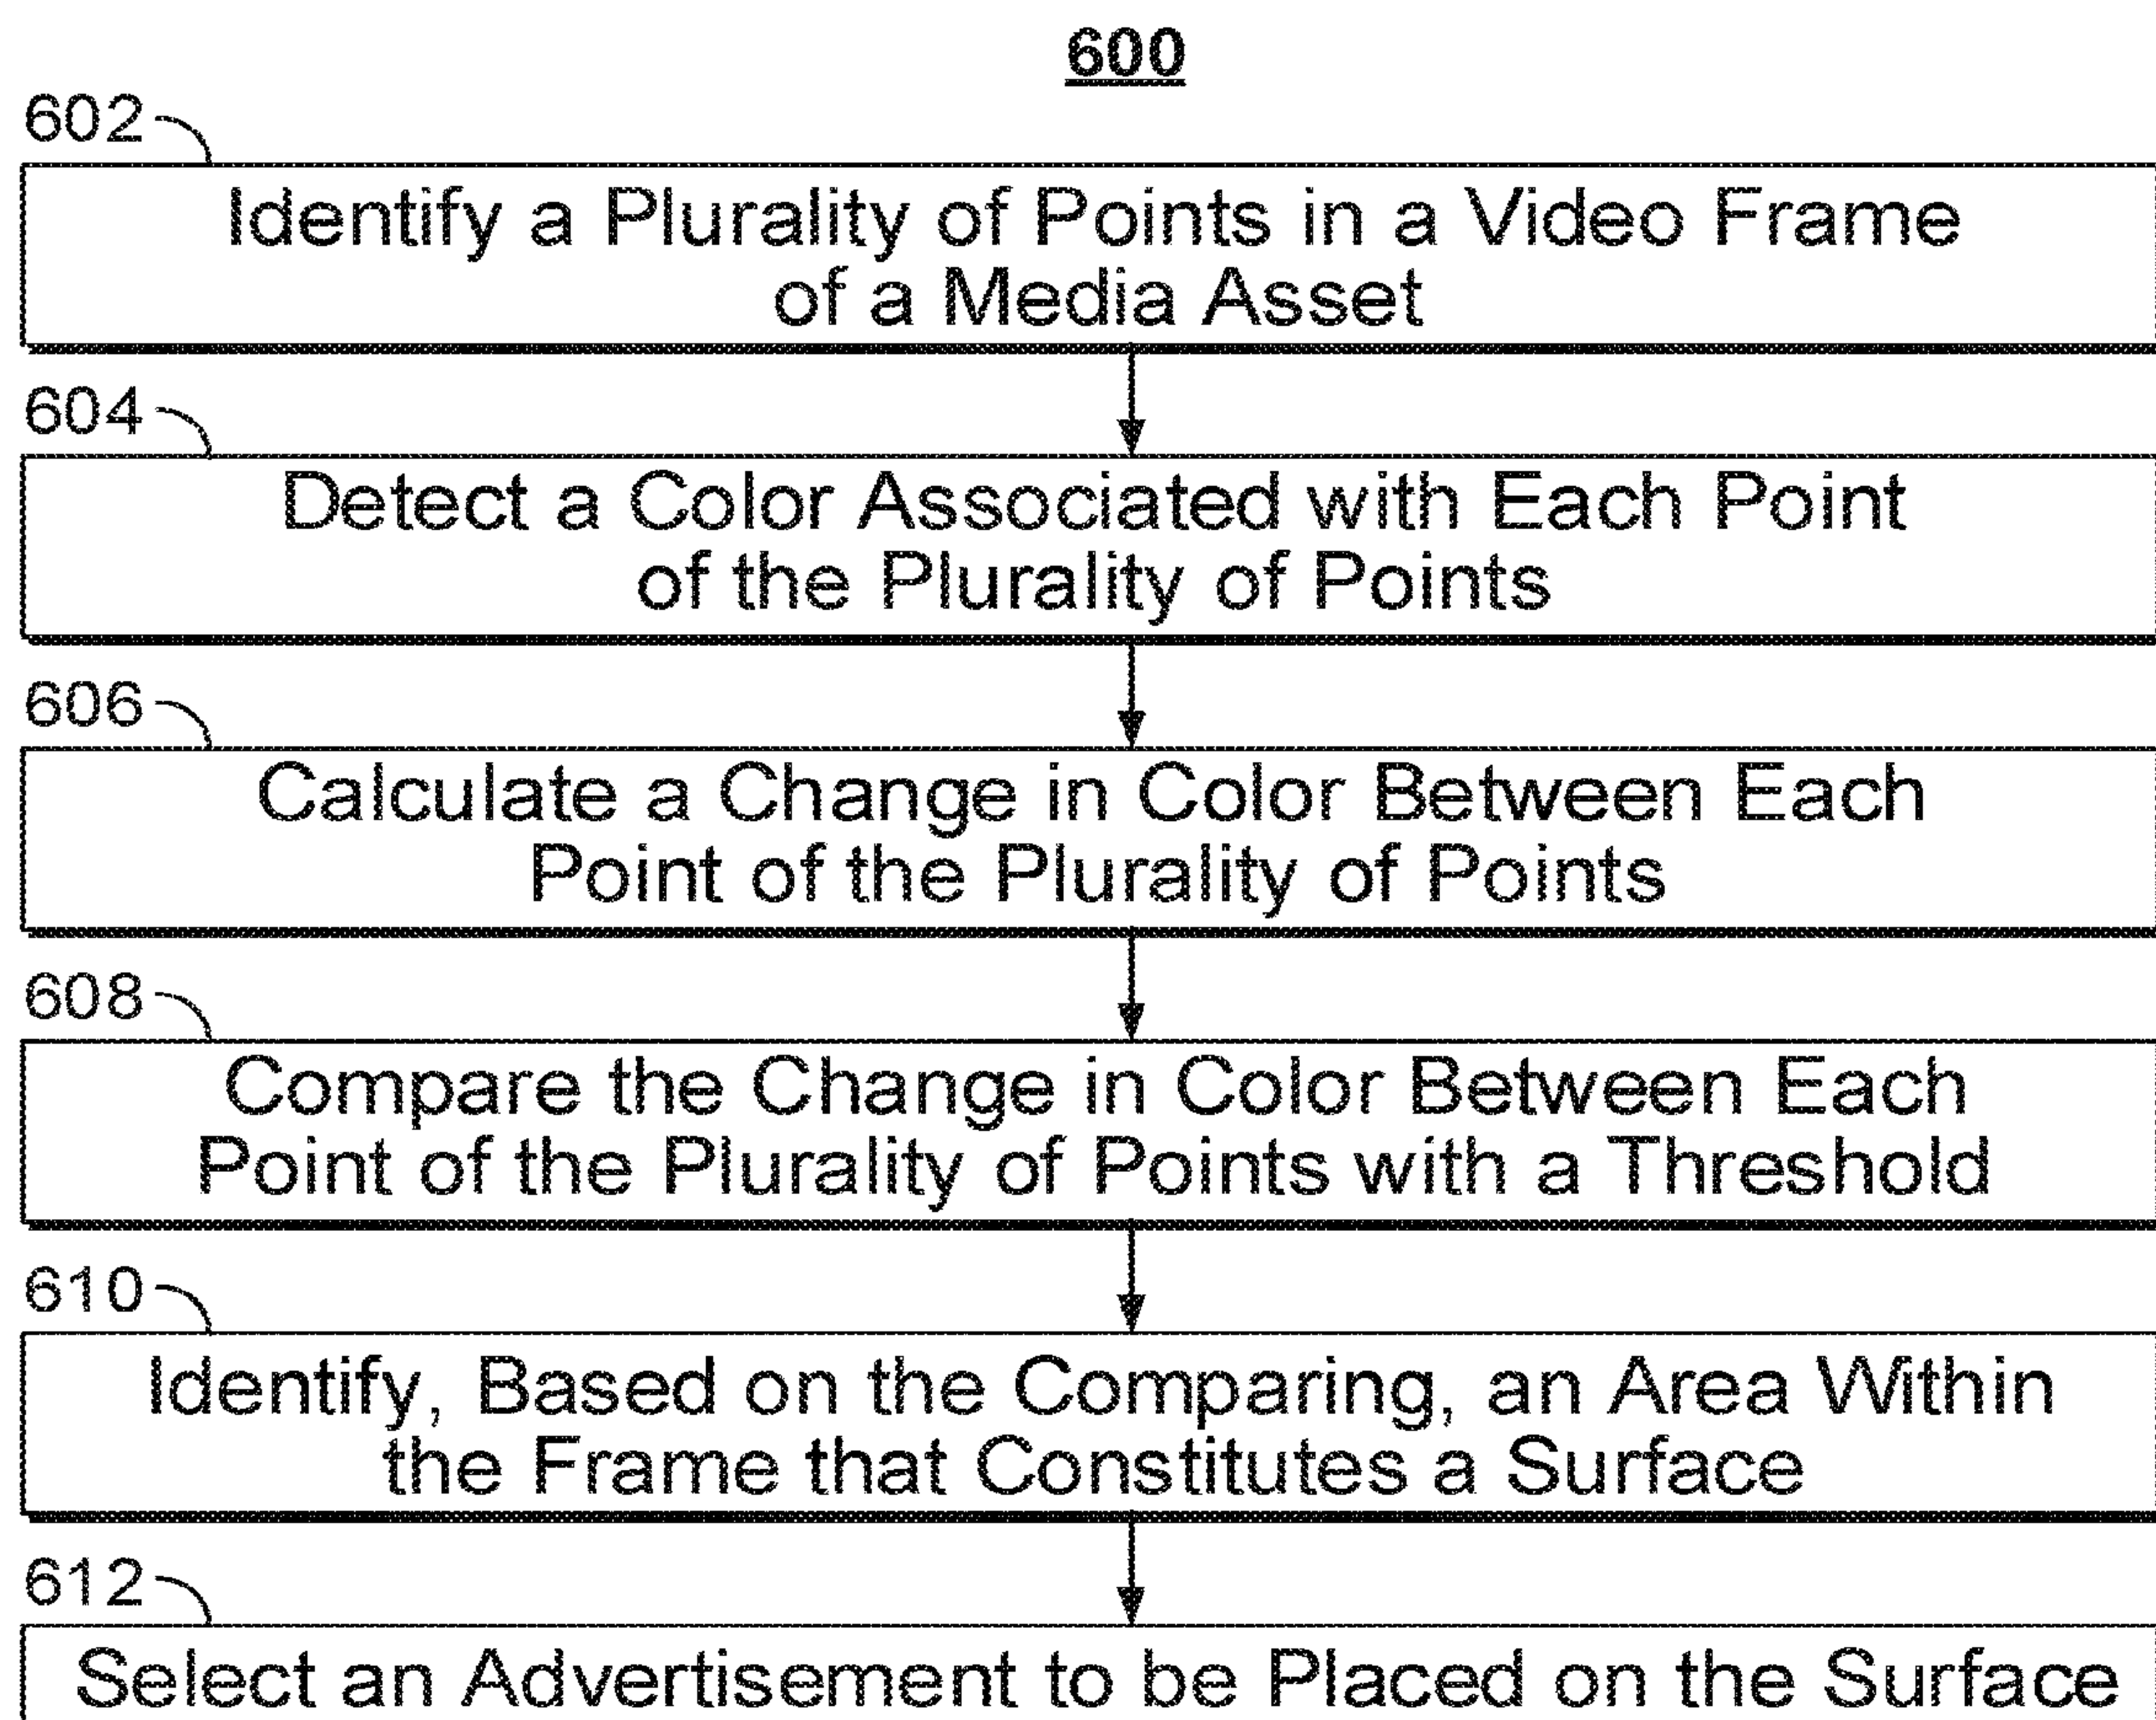 600
602
Identify a Plurality of Points in a Video Frame
of a Media Asset
604
Detect a Color Associated with Each Point
of the Plurality of Points
606
Calculate a Change in Color Between Each
Point of the Plurality of Points
608
Compare the Change in Color Between Each
Point of the Plurality of Points with a Threshold
610
Identify, Based on the Comparing, an Area Within
the Frame that Constitutes a Surface
612
Select an Advertisement to be Placed on the Surface